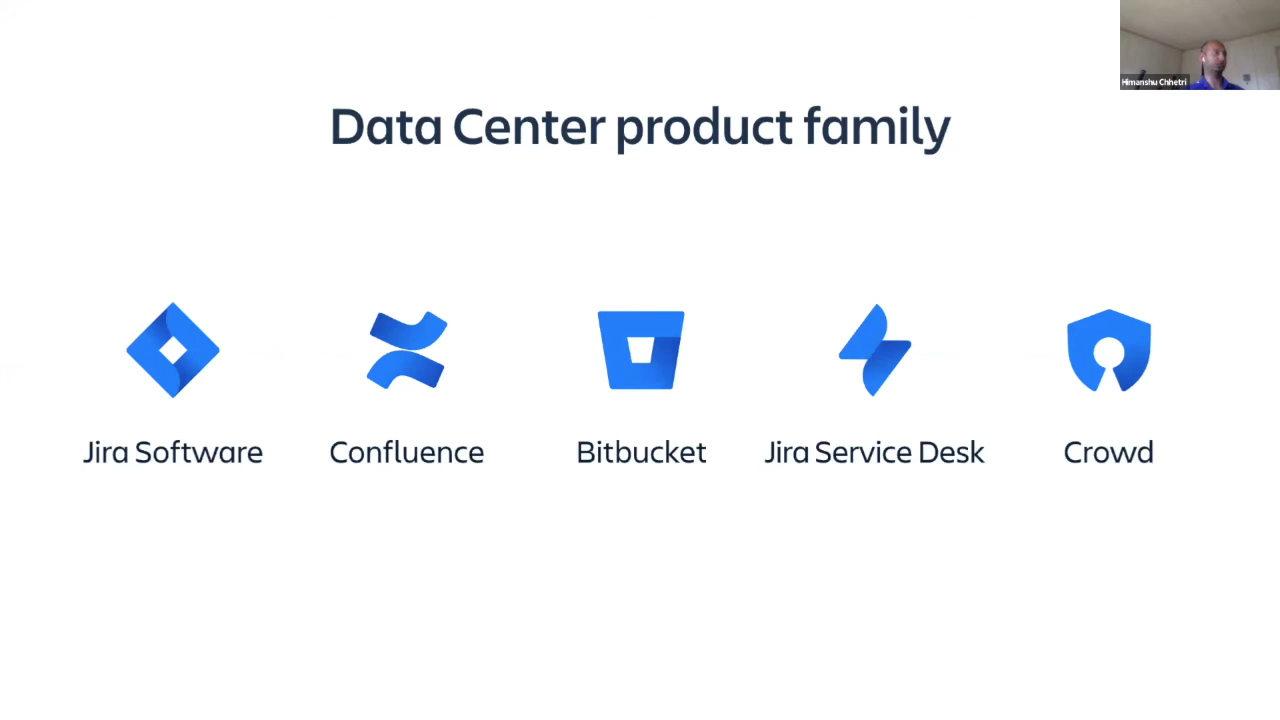 Himanshu Chhetri
Data Center product family
Jira Software
Confluence
Bitbucket
Jira Service Desk
Crowd